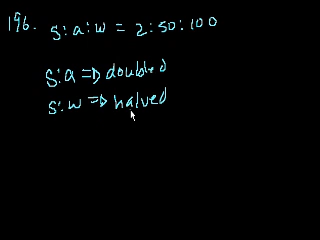 196. s:a:w = 2:50:100
s:a => doubled
s:w => halved